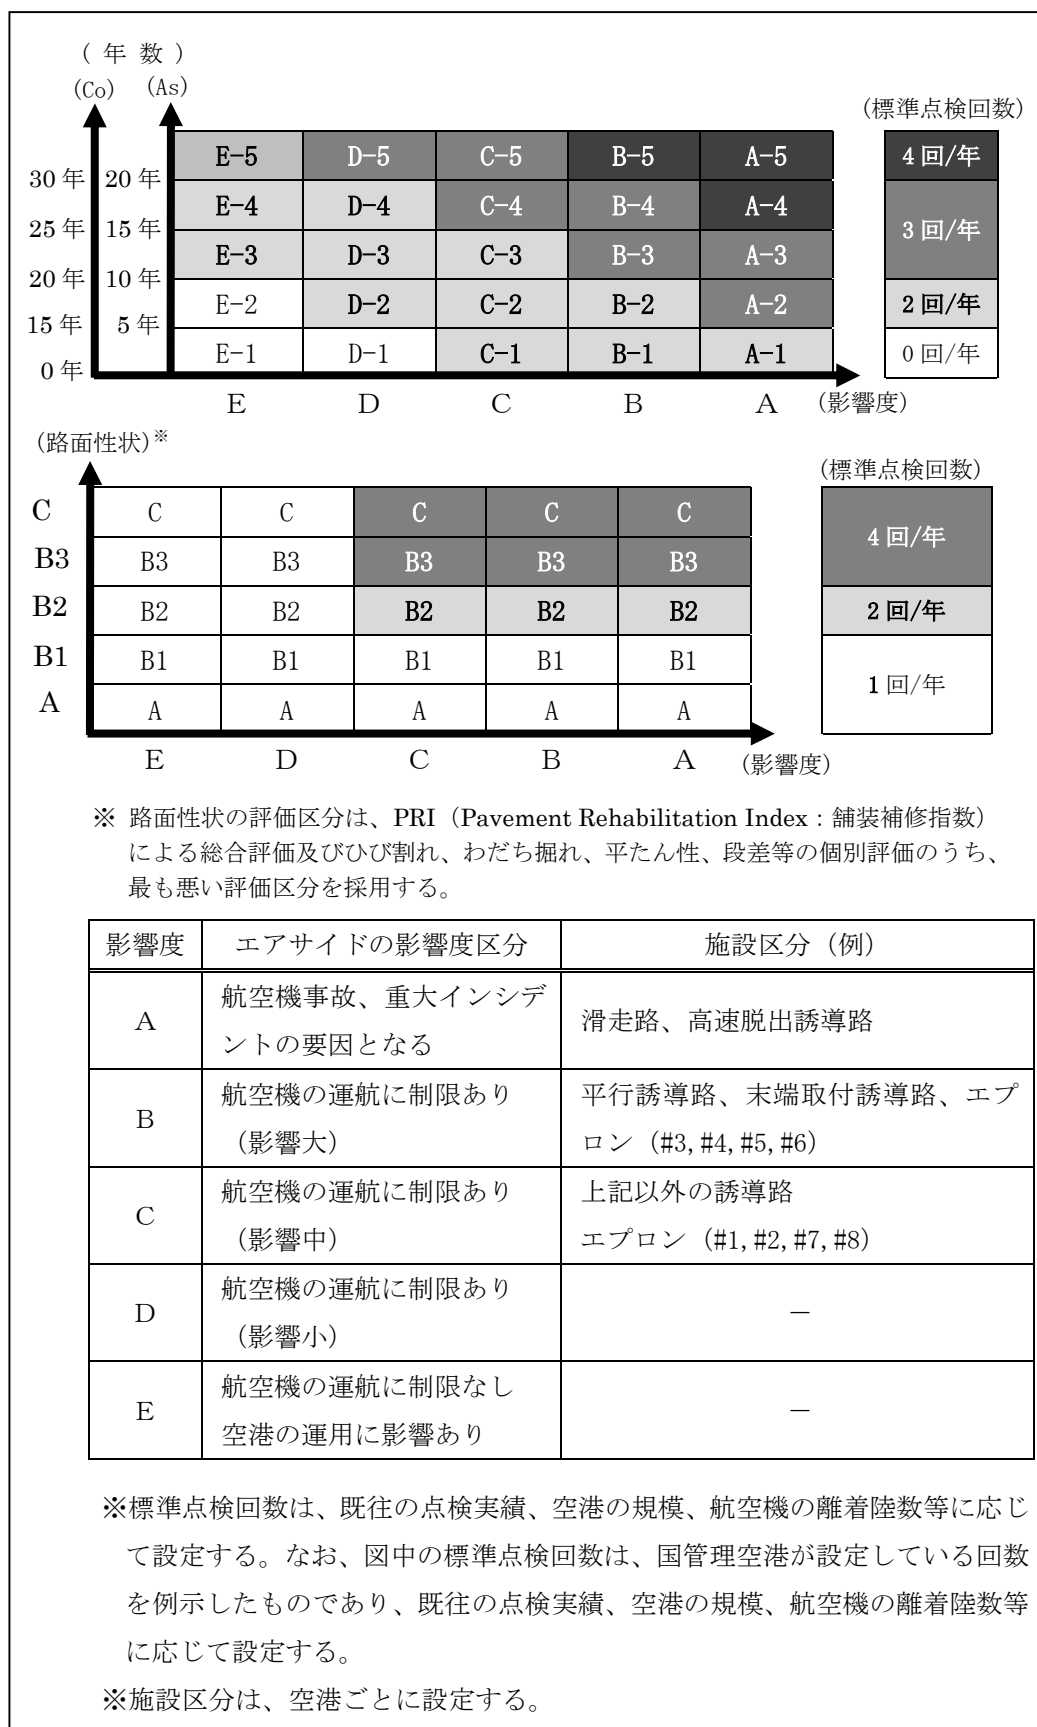 (年数)
(Co) (As)
(標準点検回数)
E-5 D-5 C-5 B-5 A-5 4回/年
30年 20年
E-4 D-4 C-4 B-4 A-4
25年 15年 3回/年
E-3 D-3 C-3 B-3 A-3
20年 10年
E-2 D-2 C-2 B-2 A-2 2回/年
15年 5年
E-1 D-1 C-1 B-1 A-1 0回/年
0年
E D C B A (影響度)
(路面性状)※
(標準点検回数)
C C C C C C
4回/年
B3 B3 B3 B3 B3 B3
B2 B2 B2 B2 B2 B2 2回/年
B1 B1 B1 B1 B1 B1
1回/年
A A A A A A
E D C B A (影響度)
※ 路面性状の評価区分は、PRI(Pavement Rehabilitation Index:舗装補修指数)
による総合評価及びひび割れ、わだち掘れ、平たん性、段差等の個別評価のうち、
最も悪い評価区分を採用する。
影響度 エアサイドの影響度区分 施設区分(例)
A 航空機事故、重大インシデ
ントの要因となる
滑走路、高速脱出誘導路
B 航空機の運航に制限あり
(影響大)
平行誘導路、末端取付誘導路、エプ
ロン(#3,#4,#5,#6)
C 航空機の運航に制限あり
(影響中)
上記以外の誘導路
エプロン(#1,#2,#7,#8)
D 航空機の運航に制限あり
(影響小)
－
E 航空機の運航に制限なし
空港の運用に影響あり
－
※標準点検回数は、既往の点検実績、空港の規模、航空機の離着陸数等に応じ
て設定する。なお、図中の標準点検回数は、国管理空港が設定している回数
を例示したものであり、既往の点検実績、空港の規模、航空機の離着陸数等
に応じて設定する。
※施設区分は、空港ごとに設定する。